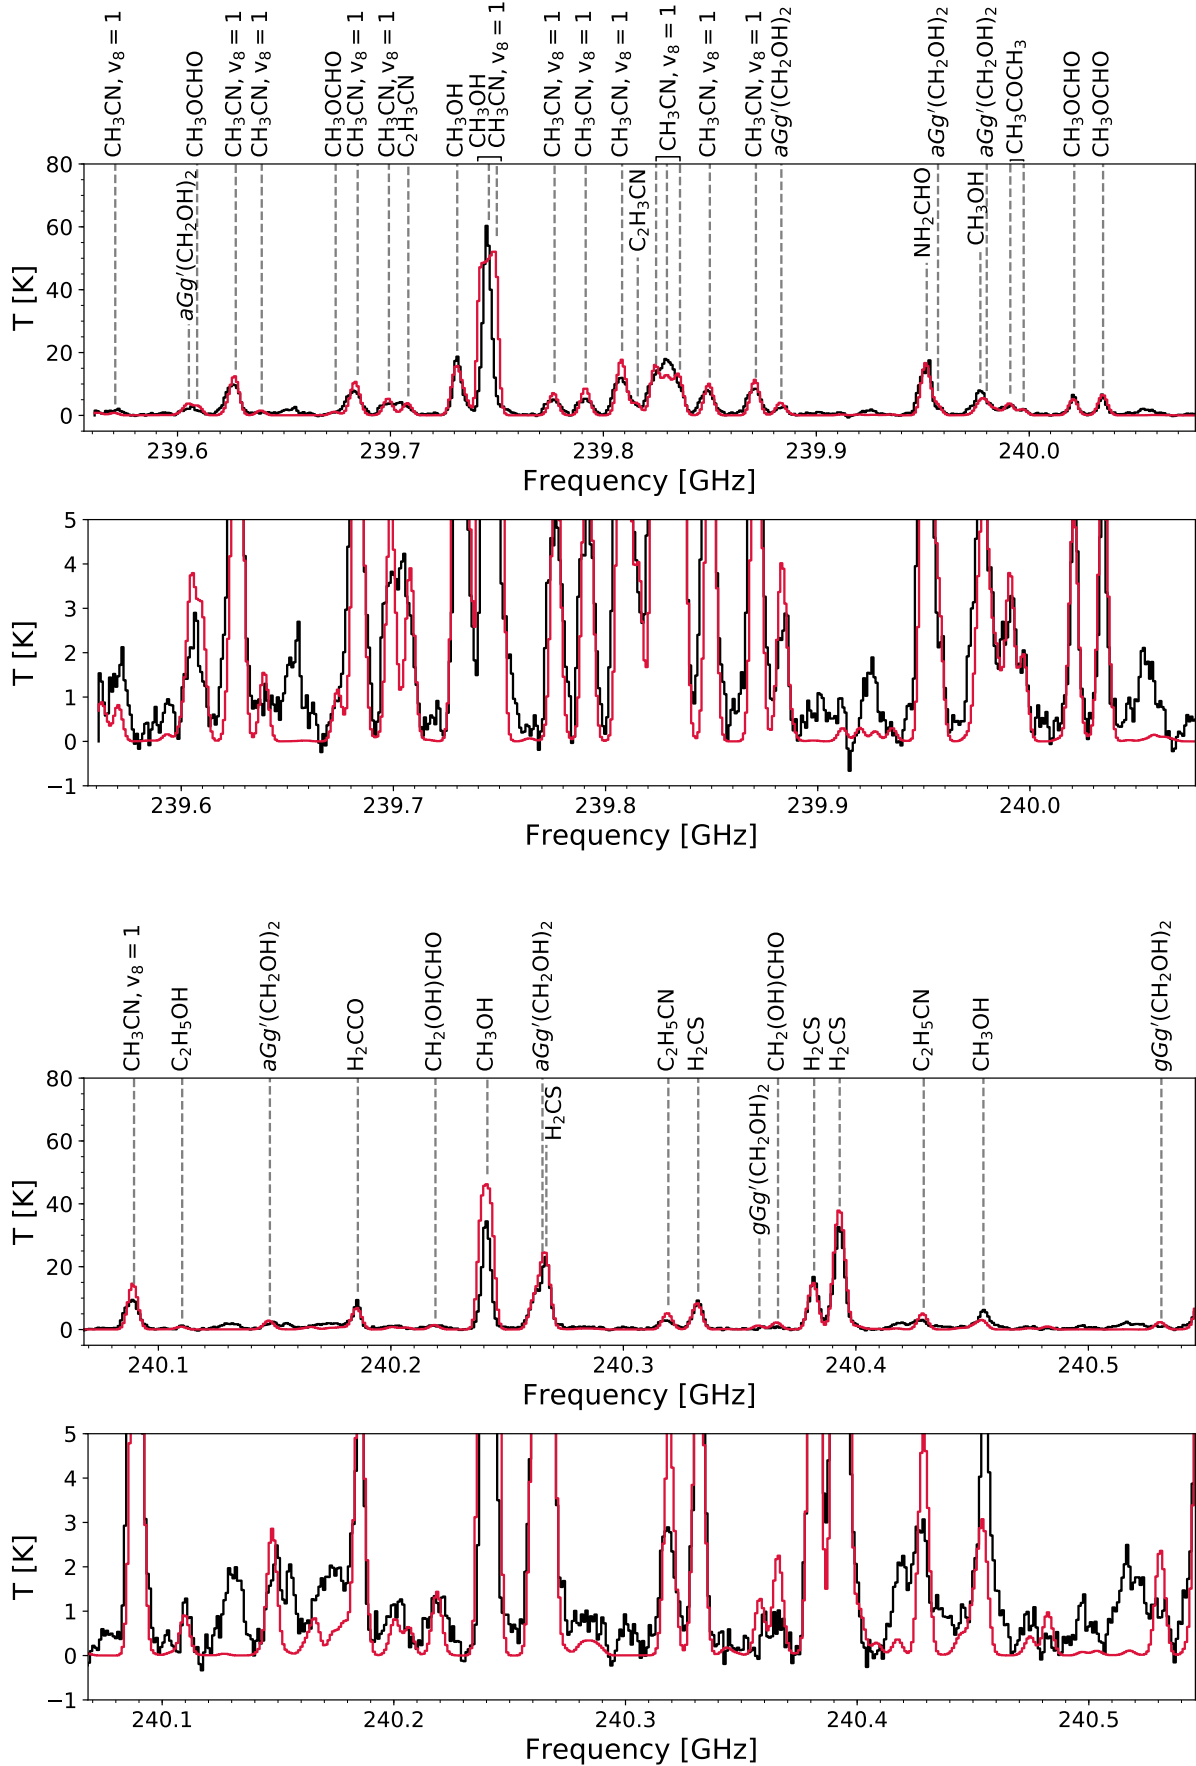 CH₃CN, v₈ = 1
CH₃OCHO
CH₃CN, v₈ = 1
CH₃CN, v₈ = 1
CH₃OCHO
CH₃CN, v₈ = 1
CH₃CN, v₈ = 1
C₂H₃CN
CH₃OH
] CH₃OH
[CH₃CN, v₈ = 1
CH₃CN, v₈ = 1
CH₃CN, v₈ = 1
CH₃CN, v₈ = 1
] CH₃CN, v₈ = 1
CH₃CN, v₈ = 1
CH₃CN, v₈ = 1
aGg′(CH₂OH)₂
aGg′(CH₂OH)₂
aGg′(CH₂OH)₂
] CH₃COCH₃
CH₃OCHO
CH₃OCHO
aGg′(CH₂OH)₂
C₂H₃CN
NH₂CHO
CH₃OH
80
60
40
20
0
T [K]
239.6 239.7 239.8 239.9 240.0
Frequency [GHz]
5
4
3
2
1
0
−1
T [K]
239.6 239.7 239.8 239.9 240.0
Frequency [GHz]
CH₃CN, v₈ = 1
C₂H₅OH
aGg′(CH₂OH)₂
H₂CCO
CH₂(OH)CHO
CH₃OH
aGg′(CH₂OH)₂
H₂CS
C₂H₅CN
H₂CS
gGg′(CH₂OH)₂
CH₂(OH)CHO
H₂CS
H₂CS
C₂H₅CN
CH₃OH
gGg′(CH₂OH)₂
80
60
40
20
0
T [K]
240.1 240.2 240.3 240.4 240.5
Frequency [GHz]
5
4
3
2
1
0
−1
T [K]
240.1 240.2 240.3 240.4 240.5
Frequency [GHz]